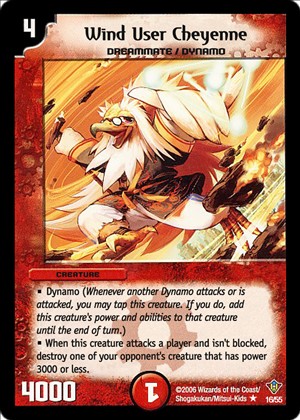 4
Wind User Cheyenne
DREAMMATE / DYNAMO
CREATURE
▪ Dynamo (Whenever another Dynamo attacks or is
attacked, you may tap this creature. If you do, add
this creature's power and abilities to that creature
until the end of turn.)
▪ When this creature attacks a player and isn't blocked,
destroy one of your opponent's creature that has power
3000 or less.
4000
1
©2006 Wizards of the Coast/
Shogakukan/Mitsui-Kids ★ 16/55